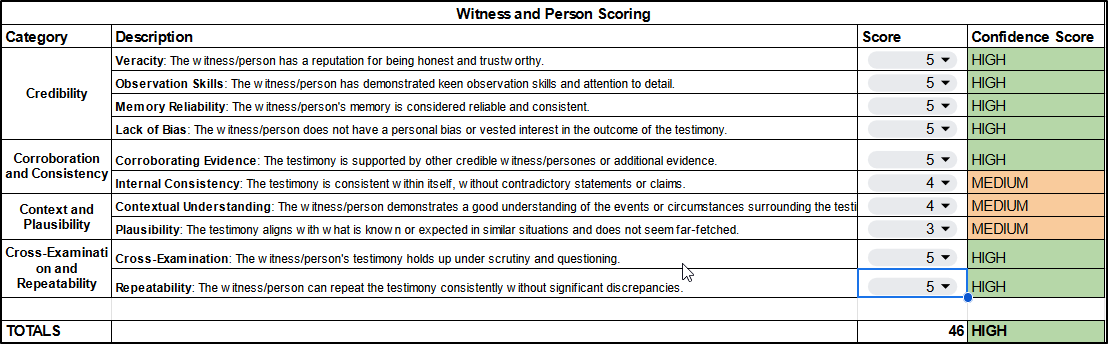 Witness and Person Scoring
Category Description Score Confidence Score
Credibility
Veracity: The witness/person has a reputation for being honest and trustworthy. 5 HIGH
Observation Skills: The witness/person has demonstrated keen observation skills and attention to detail. 5 HIGH
Memory Reliability: The witness/person's memory is considered reliable and consistent. 5 HIGH
Lack of Bias: The witness/person does not have a personal bias or vested interest in the outcome of the testimony. 5 HIGH
Corroboration
and Consistency
Corroborating Evidence: The testimony is supported by other credible witness/persones or additional evidence. 5 HIGH
Internal Consistency: The testimony is consistent within itself, without contradictory statements or claims. 4 MEDIUM
Context and
Plausibility
Contextual Understanding: The witness/person demonstrates a good understanding of the events or circumstances surrounding the testi 4 MEDIUM
Plausibility: The testimony aligns with what is known or expected in similar situations and does not seem far-fetched. 3 MEDIUM
Cross-Examinati
on and
Repeatability
Cross-Examination: The witness/person's testimony holds up under scrutiny and questioning. 5 HIGH
Repeatability: The witness/person can repeat the testimony consistently without significant discrepancies. 5 HIGH
TOTALS 46 HIGH